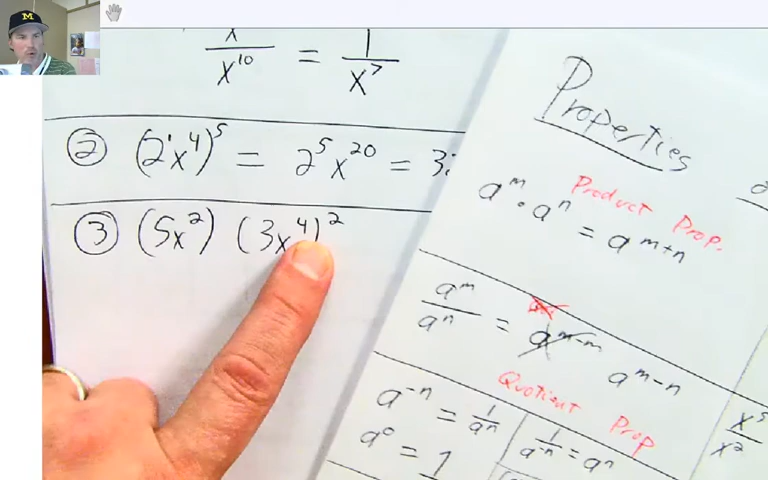 M
x / x^10 = 1 / x^7
② (2^1 x^4)^5 = 2^5 x^20 = 3
③ (5x^2) (3x^4)^2
Properties
Product Prop.
a^m · a^n = a^(m+n)
a^m / a^n = a^(m-n)
Quotient Prop
a^-n = 1 / a^n
1 / a^-n = a^n
a^0 = 1
x^5 / x^2